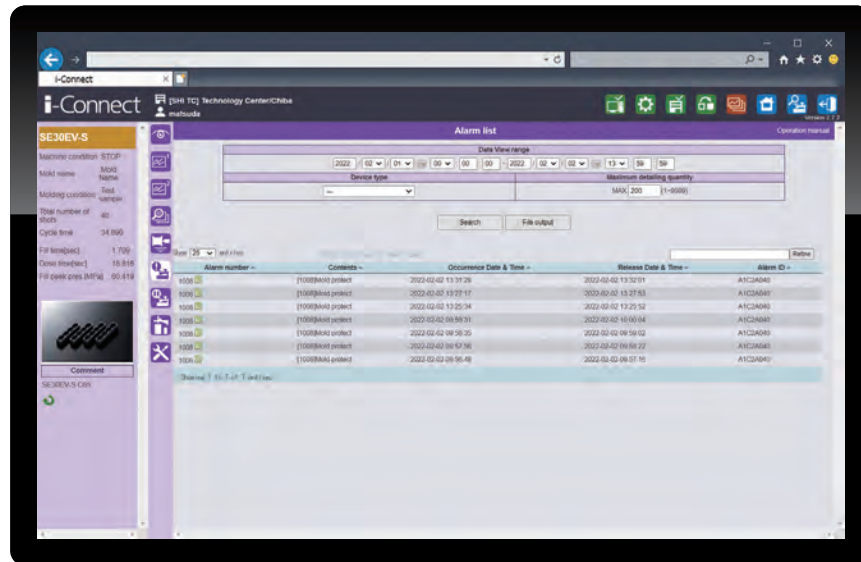 i-Connect
i-Connect
[SHI TC] Technology Center/Chiba
matsuda
Version 2.7.2
SE30EV-S
Alarm list
Operation manual
Machine condition STOP
Mold name Mold Name
Molding condition Test sample
Total number of shots 40
Cycle time 34.890
Fill time[sec] 1.709
Dose time[sec]
Fill peak pres.[MPa]
Comment
SE30EV-S C65
Data View range
2022 / 02 / 01 00 : 00 : 00 - 2022 / 02 / 02 13 : 59 : 59
Device type Maximum detailing quantity
--- MAX 200 (1~9999)
Search File output
Show 25 entries
Refine
Alarm number Contents Occurrence Date & Time Release Date & Time Alarm ID
1008 [1008]Mold protect 2022-02-02 13:31:29 2022-02-02 13:32:01 A1C2A040
1008 [1008]Mold protect 2022-02-02 13:27:17 2022-02-02 13:27:53 A1C2A040
1008 [1008]Mold protect 2022-02-02 13:25:34 2022-02-02 13:25:52 A1C2A040
1008 [1008]Mold protect 2022-02-02 09:59:31 2022-02-02 10:00:04 A1C2A040
1008 [1008]Mold protect 2022-02-02 09:58:35 2022-02-02 09:59:02 A1C2A040
1008 [1008]Mold protect 2022-02-02 09:57:56 2022-02-02 09:58:22 A1C2A040
1008 [1008]Mold protect 2022-02-02 09:56:48 2022-02-02 09:57:16 A1C2A040
Showing 1 to 7 of 7 entries